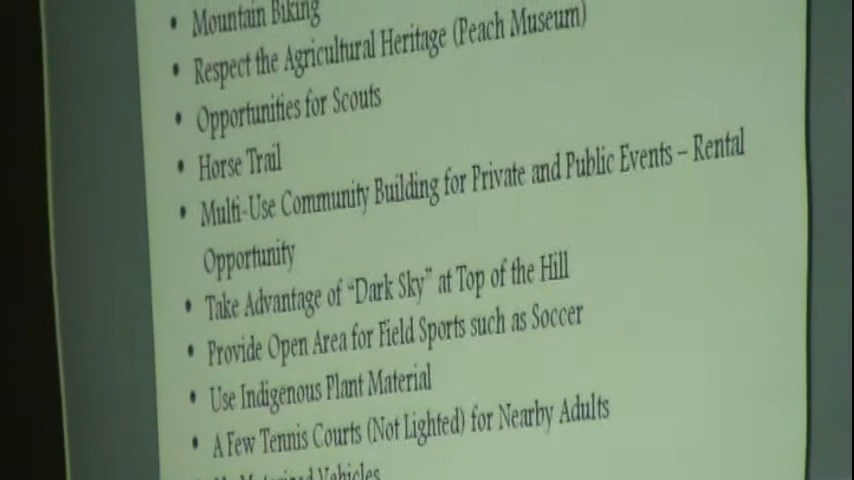 • Mountain Biking
• Respect the Agricultural Heritage (Peach Museum)
• Opportunities for Scouts
• Horse Trail
• Multi-Use Community Building for Private and Public Events – Rental
Opportunity
• Take Advantage of “Dark Sky” at Top of the Hill
• Provide Open Area for Field Sports such as Soccer
• Use Indigenous Plant Material
• A Few Tennis Courts (Not Lighted) for Nearby Adults
Motorized Vehicles